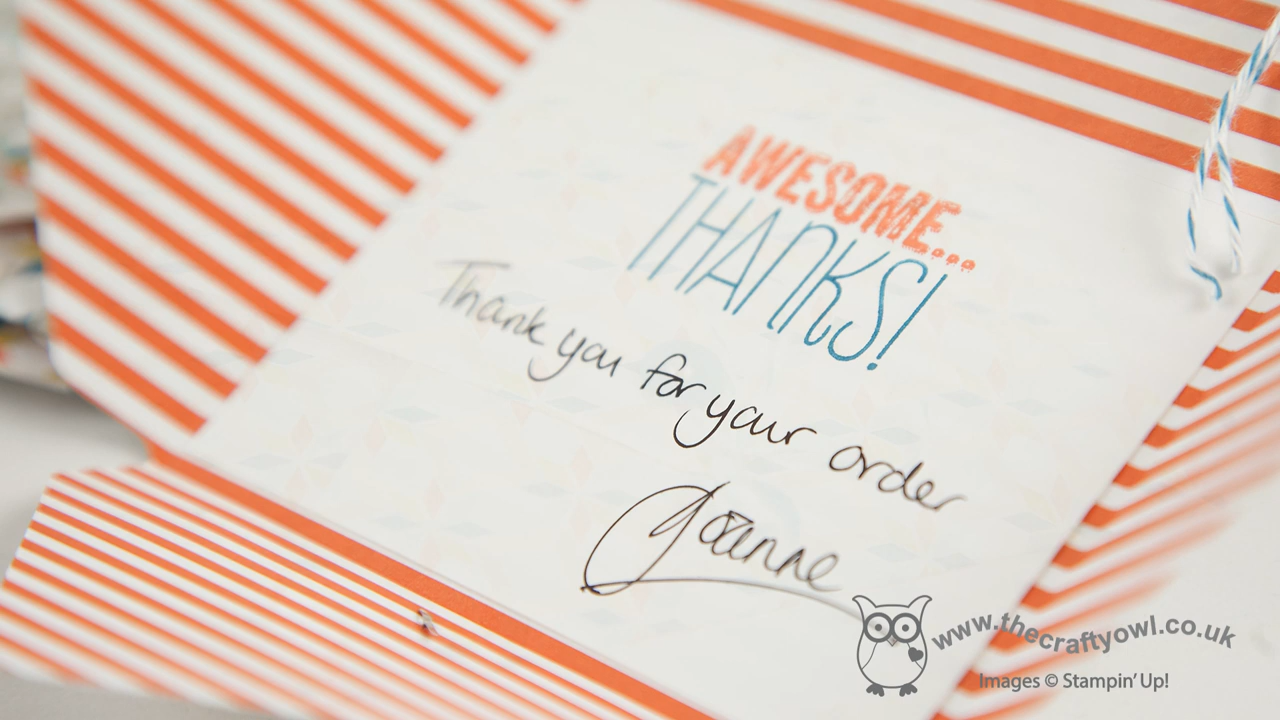 AWESOME...
THANKS!
Thank you for your order
Joanne
www.thecraftyowl.co.uk
Images © Stampin' Up!